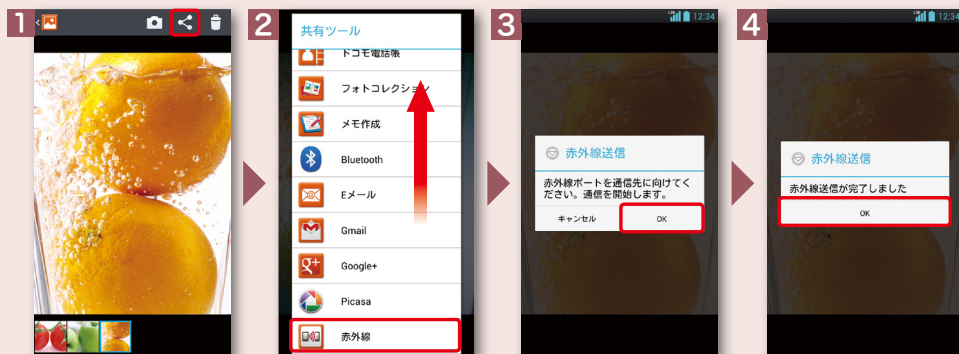 1
2
共有ツール
ドコモ電話帳
フォトコレクション
メモ作成
Bluetooth
Eメール
Gmail
Google+
Picasa
赤外線
3
12:34
赤外線送信
赤外線ポートを通信先に向けてく
ださい。通信を開始します。
キャンセル
OK
4
12:34
赤外線送信
赤外線送信が完了しました
OK